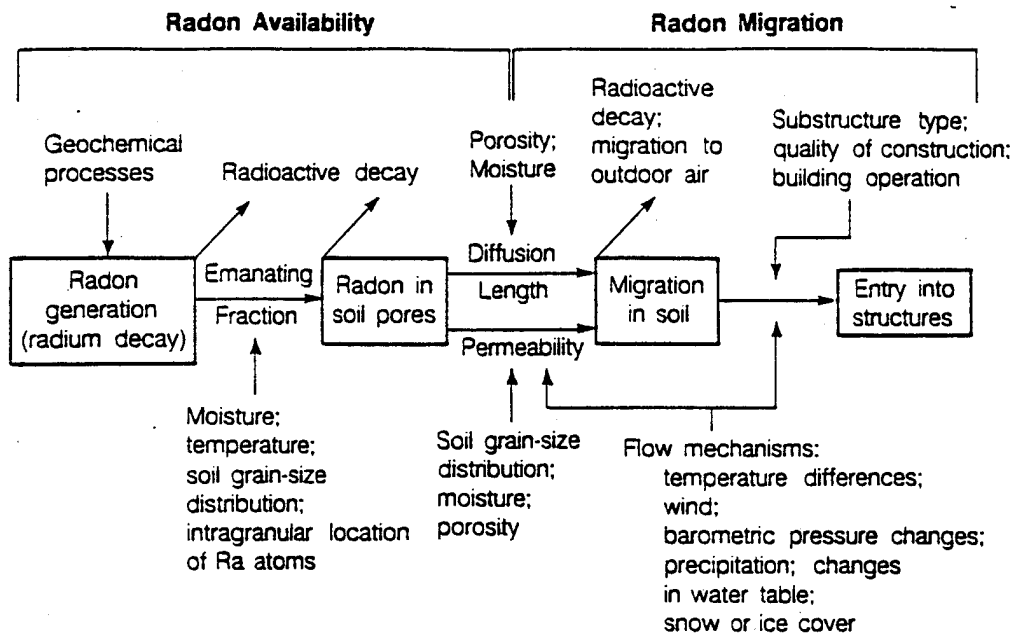 Radon Availability
Radon Migration
Geochemical
processes
Radioactive decay
Porosity;
Moisture
Radioactive
decay;
migration to
outdoor air
Substructure type;
quality of construction;
building operation
Radon
generation
(radium decay)
Emanating
Fraction
Radon in
soil pores
Diffusion
Length
Permeability
Migration
in soil
Entry into
structures
Moisture;
temperature;
soil grain-size
distribution;
intragranular location
of Ra atoms
Soil grain-size
distribution;
moisture;
porosity
Flow mechanisms:
temperature differences;
wind;
barometric pressure changes;
precipitation; changes
in water table;
snow or ice cover